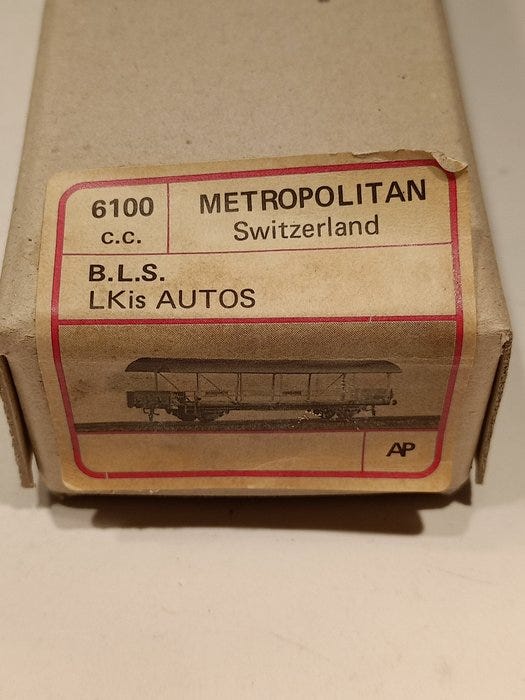 6100
c.c.
METROPOLITAN
Switzerland
B.L.S.
LKis AUTOS
AP